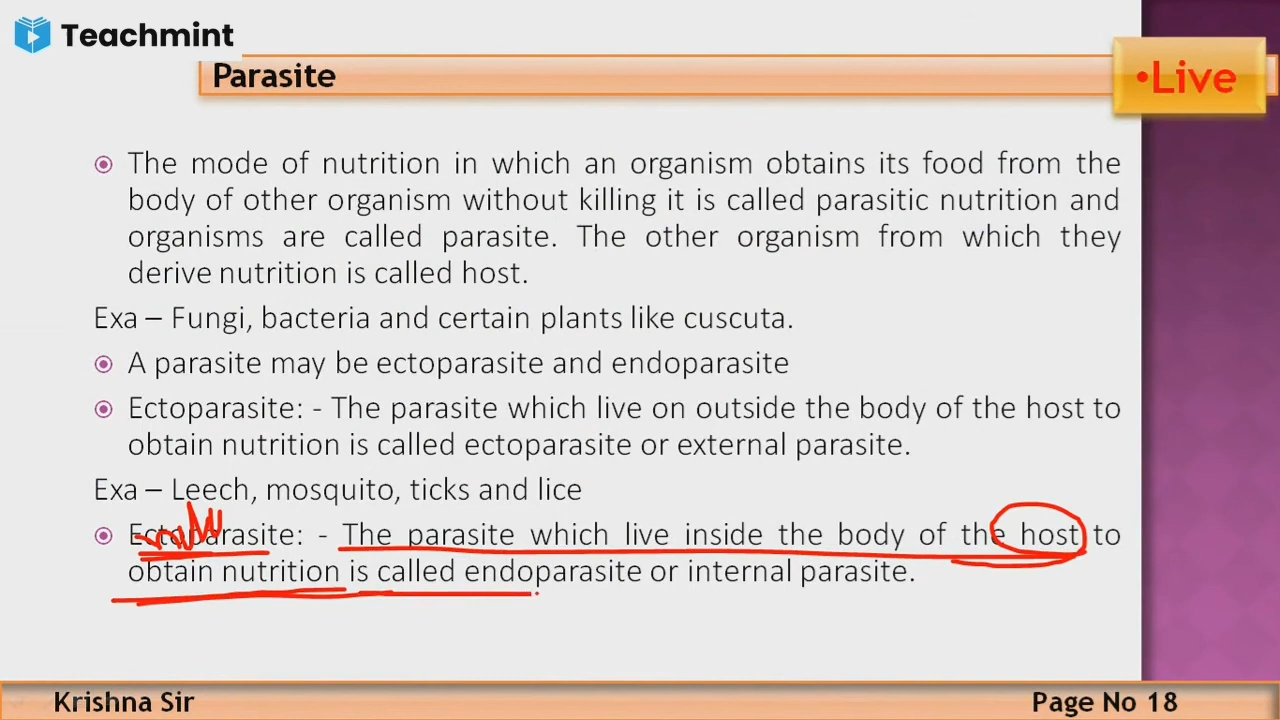 Teachmint
Parasite
•Live
The mode of nutrition in which an organism obtains its food from the
body of other organism without killing it is called parasitic nutrition and
organisms are called parasite. The other organism from which they
derive nutrition is called host.
Exa – Fungi, bacteria and certain plants like cuscuta.
A parasite may be ectoparasite and endoparasite
Ectoparasite: - The parasite which live on outside the body of the host to
obtain nutrition is called ectoparasite or external parasite.
Exa – Leech, mosquito, ticks and lice
Ectoparasite: - The parasite which live inside the body of the host to
obtain nutrition is called endoparasite or internal parasite.
Krishna Sir
Page No 18